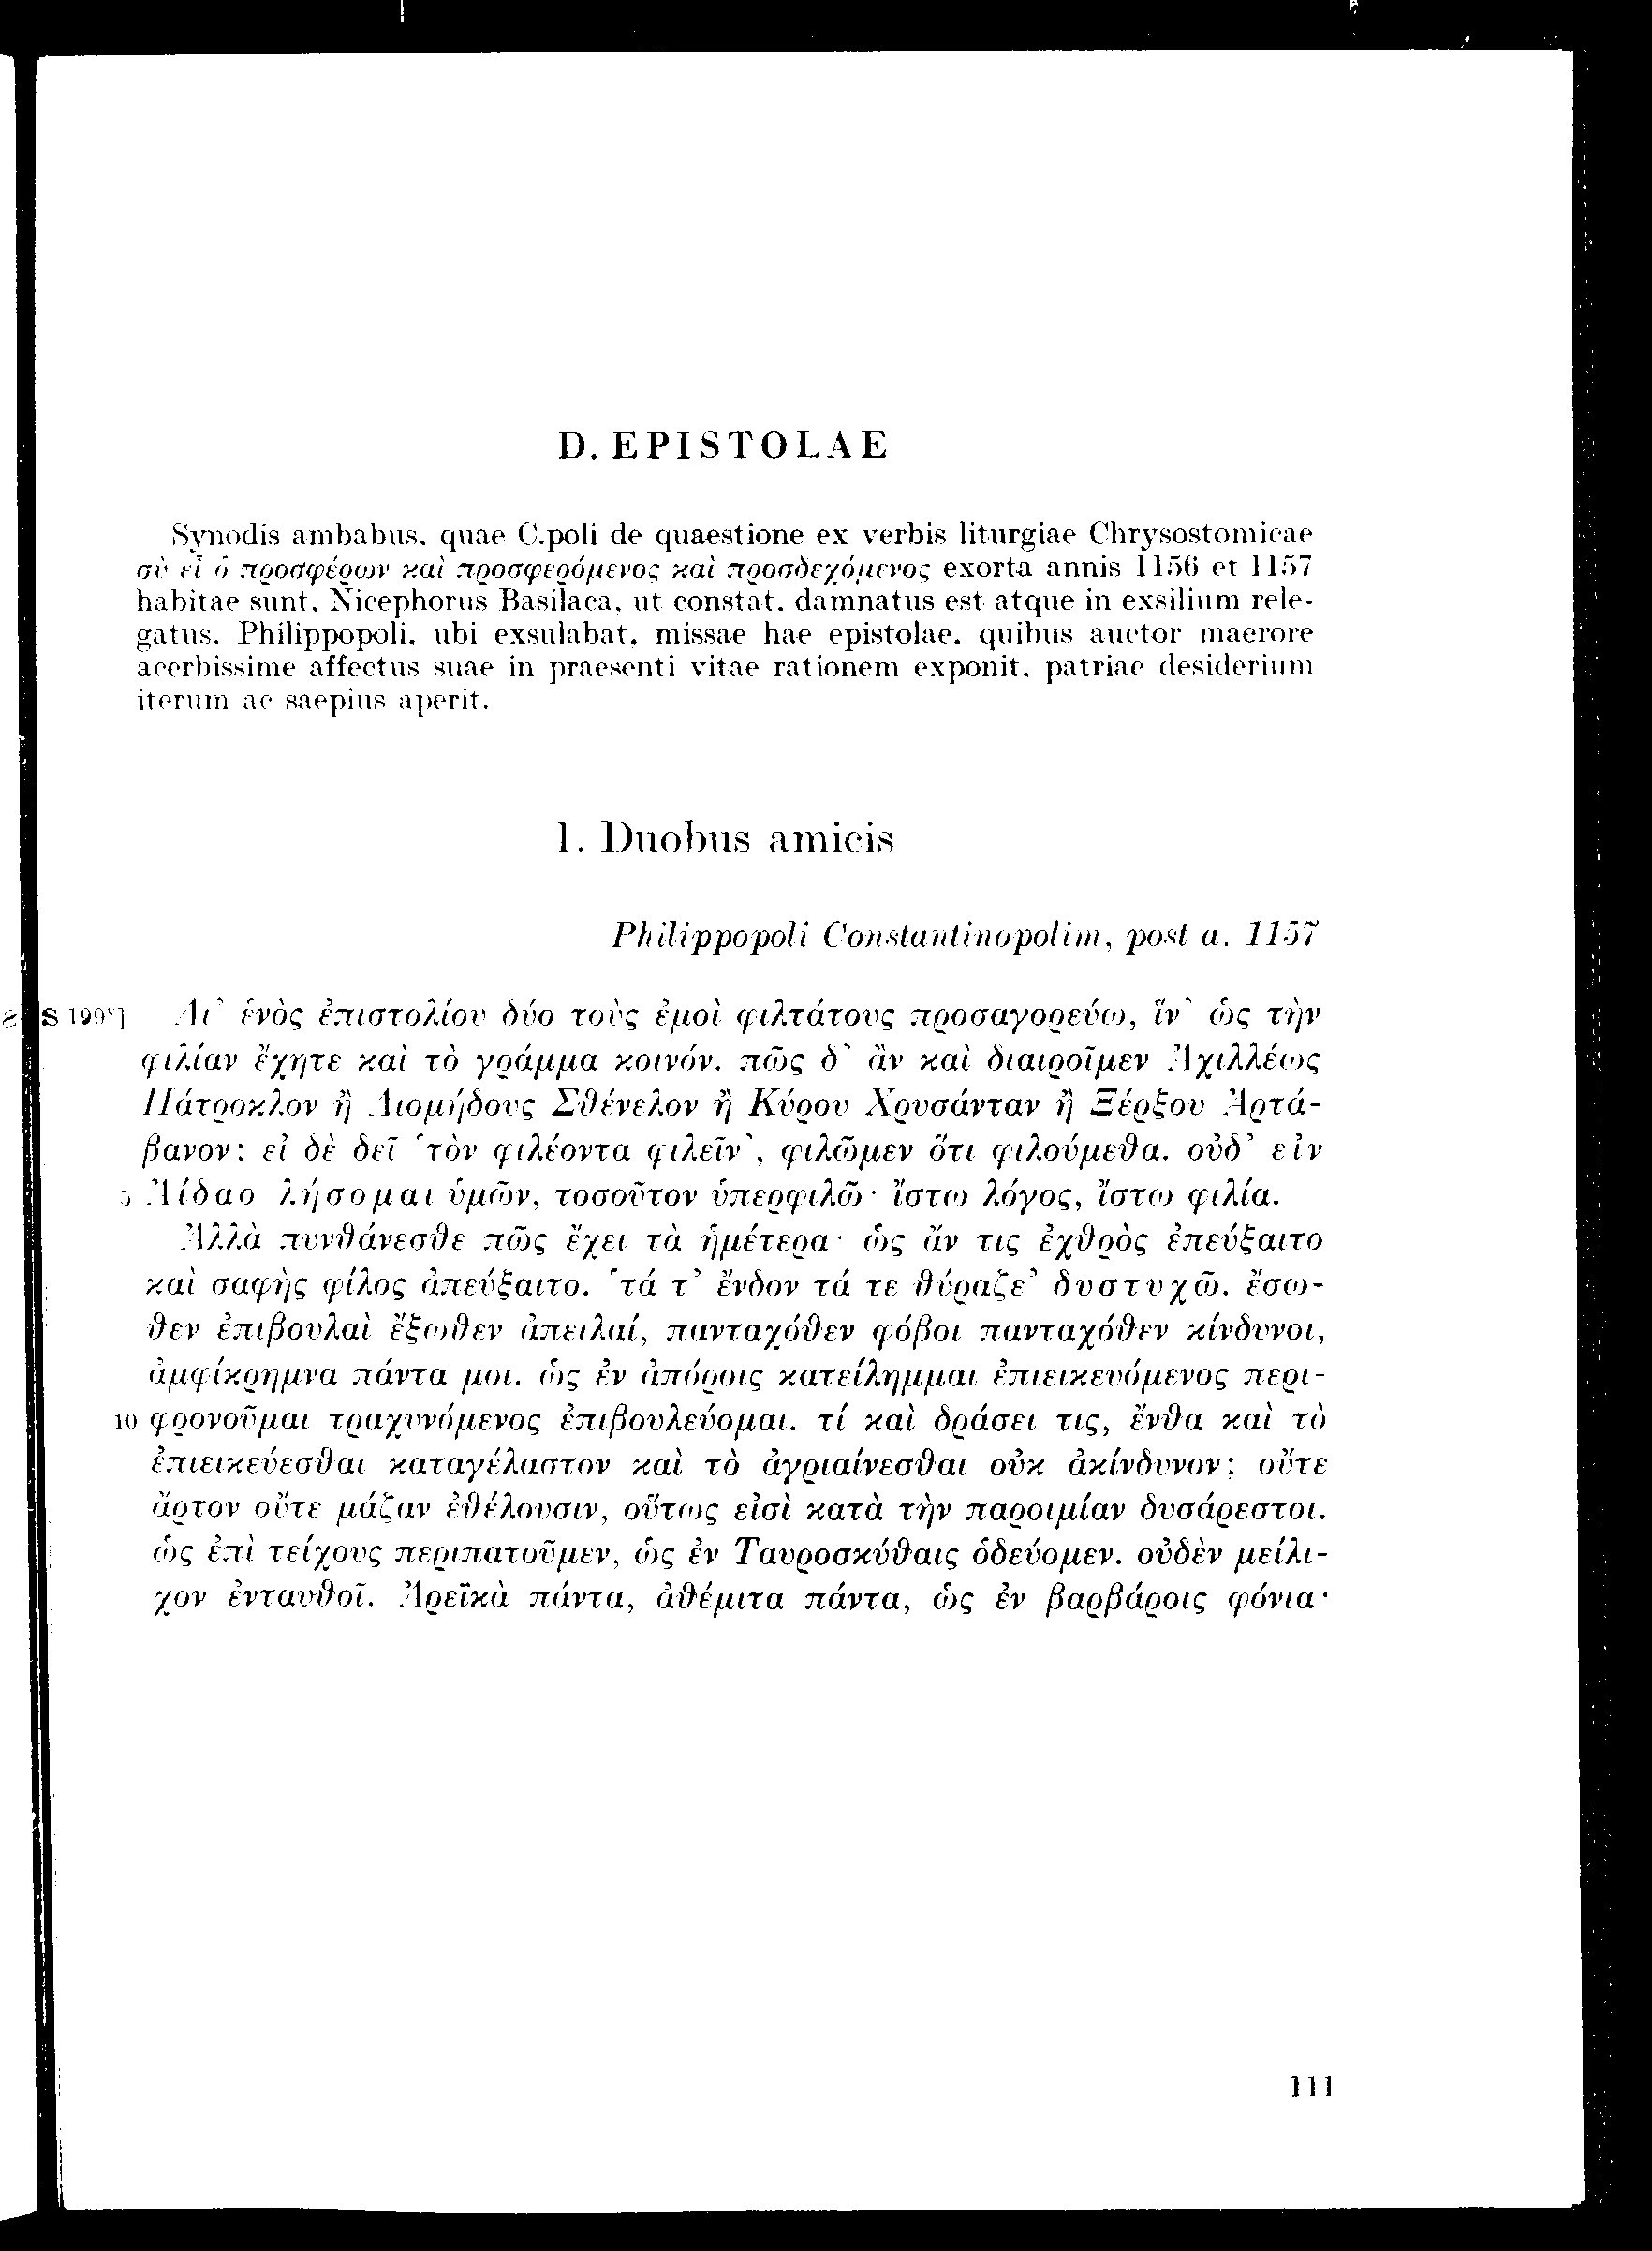 D. EPISTOLAE
Synodis ambabus, quae C.poli de quaestione ex verbis liturgiae Chrysostomicae
σὺ εἶ ὁ προσφέρων καὶ προσφερόμενος καὶ προσδεχόμενος exorta annis 1156 et 1157
habitae sunt, Nicephorus Basilaca, ut constat, damnatus est atque in exsilium rele-
gatus. Philippopoli, ubi exsulabat, missae hae epistolae, quibus auctor maerore
acerbissime affectus suae in praesenti vitae rationem exponit, patriae desiderium
iterum ac saepius aperit.
1. Duobus amicis
Philippopoli Constantinopolim, post a. 1157
S 199ᵛ] Δι’ ἑνὸς ἐπιστολίου δύο τοὺς ἐμοὶ φιλτάτους προσαγορεύω, ἵν’ ὡς τὴν
φιλίαν ἔχητε καὶ τὸ γράμμα κοινόν. πῶς δ’ ἂν καὶ διαιροῖμεν Ἀχιλλέως
Πάτροκλον ἢ Διομήδους Σθένελον ἢ Κύρου Χρυσάνταν ἢ Ξέρξου Ἀρτά-
βανον; εἰ δὲ δεῖ ‘τὸν φιλέοντα φιλεῖν’, φιλῶμεν ὅτι φιλούμεθα. οὐδ’ εἰν
5 Ἀίδαο λήσομαι ὑμῶν, τοσοῦτον ὑπερφιλῶ· ἴστω λόγος, ἴστω φιλία.
Ἀλλὰ πυνθάνεσθε πῶς ἔχει τὰ ἡμέτερα· ὡς ἄν τις ἐχθρὸς ἐπεύξαιτο
καὶ σαφὴς φίλος ἀπεύξαιτο. ‘τά τ’ ἔνδον τά τε θύραζε’ δυστυχῶ. ἔσω-
θεν ἐπιβουλαὶ ἔξωθεν ἀπειλαί, πανταχόθεν φόβοι πανταχόθεν κίνδυνοι,
ἀμφίκρημνα πάντα μοι. ὡς ἐν ἀπόροις κατείλημμαι ἐπιεικευόμενος περι-
10 φρονοῦμαι τραχυνόμενος ἐπιβουλεύομαι. τί καὶ δράσει τις, ἔνθα καὶ τὸ
ἐπιεικεύεσθαι καταγέλαστον καὶ τὸ ἀγριαίνεσθαι οὐκ ἀκίνδυνον; οὔτε
ἄρτον οὔτε μάζαν ἐθέλουσιν, οὕτως εἰσὶ κατὰ τὴν παροιμίαν δυσάρεστοι.
ὡς ἐπὶ τείχους περιπατοῦμεν, ὡς ἐν Ταυροσκύθαις ὁδεύομεν. οὐδὲν μείλι-
χον ἐνταυθοῖ. Ἀρεϊκὰ πάντα, ἀθέμιτα πάντα, ὡς ἐν βαρβάροις φόνια·
111